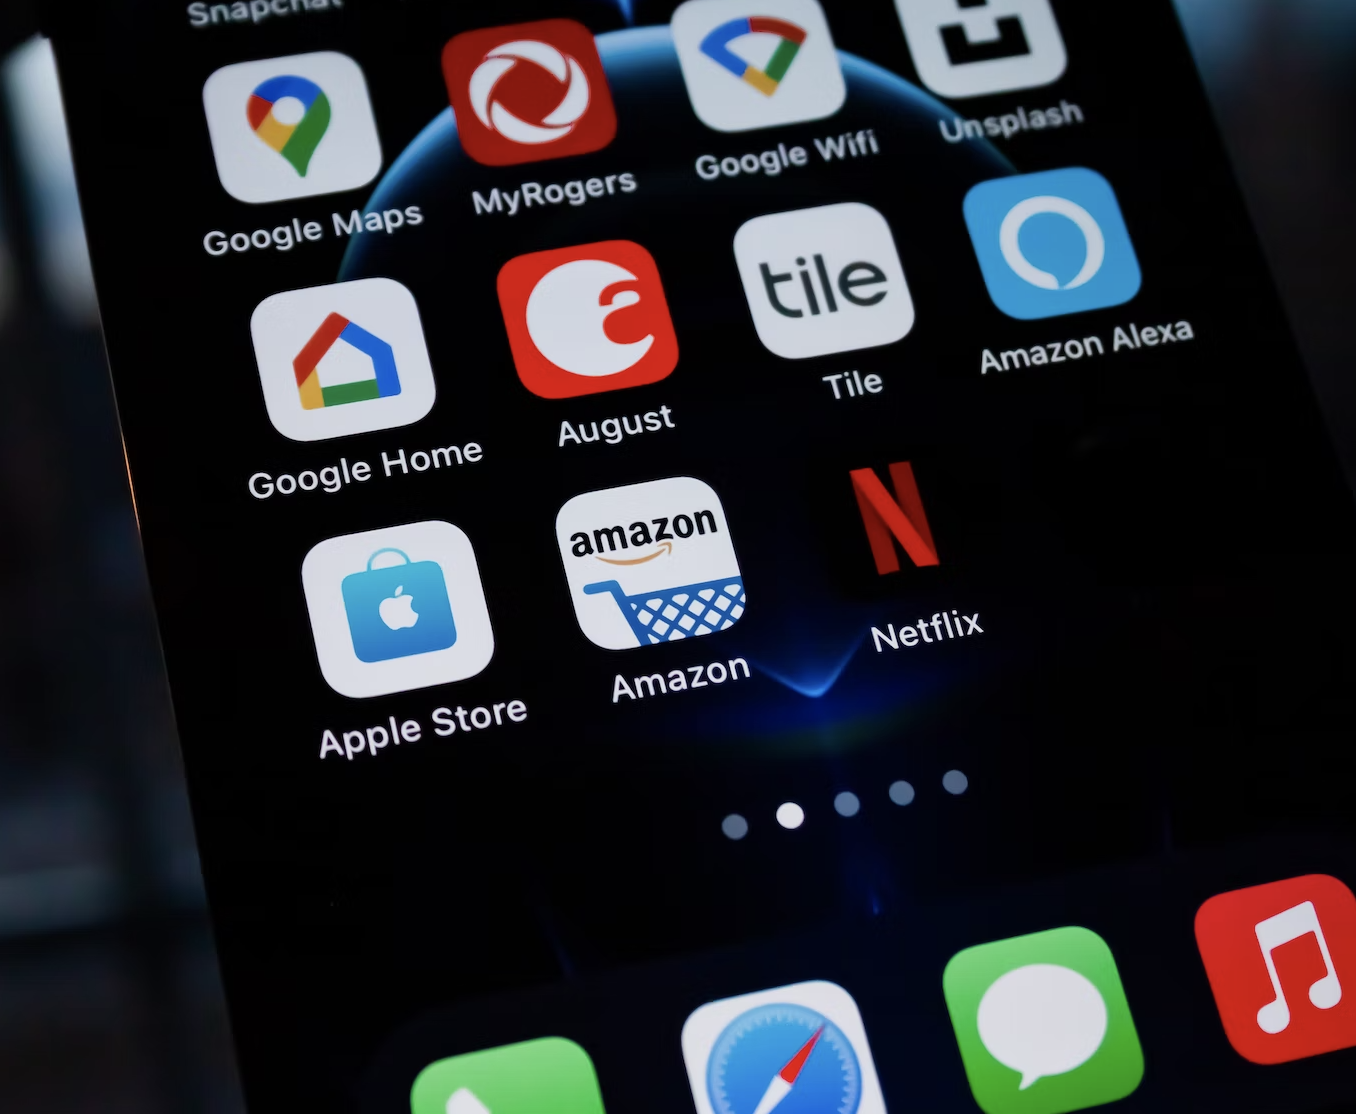 Snapchat
Google Maps
MyRogers
Google Wifi
Unsplash
Google Home
a
August
tile
Tile
Amazon Alexa
Apple Store
amazon
Amazon
N
Netflix